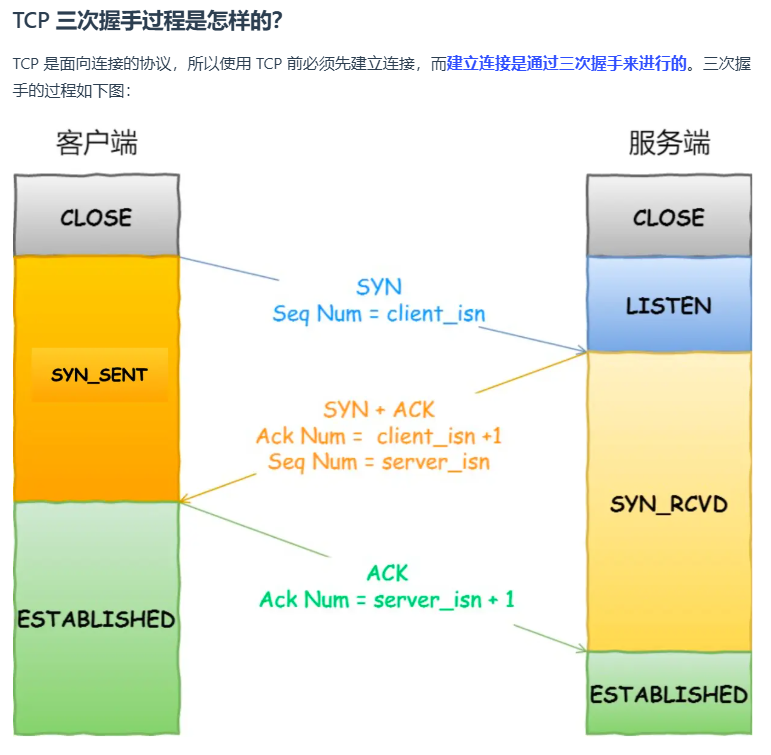 TCP 三次握手过程是怎样的？
TCP 是面向连接的协议，所以使用 TCP 前必须先建立连接，而建立连接是通过三次握手来进行的。三次握
手的过程如下图：
客户端
服务端
CLOSE
CLOSE
SYN
Seq Num = client_isn
LISTEN
SYN_SENT
SYN + ACK
Ack Num = client_isn +1
Seq Num = server_isn
SYN_RCVD
ACK
Ack Num = server_isn + 1
ESTABLISHED
ESTABLISHED